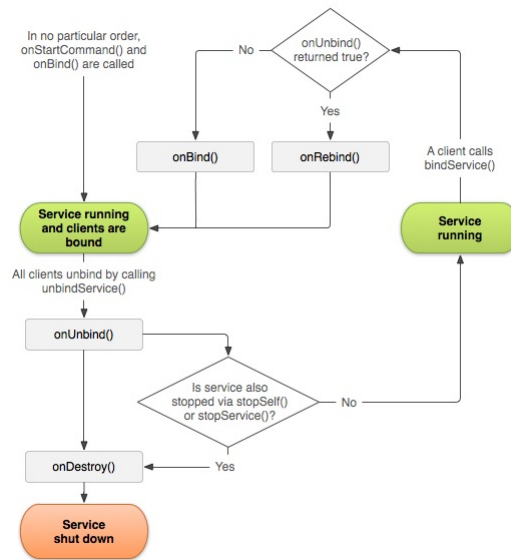 In no particular order,
onStartCommand() and
onBind() are called
onUnbind()
returned true?
No
Yes
onBind()
onRebind()
A client calls
bindService()
Service running
and clients are
bound
Service
running
All clients unbind by calling
unbindService()
onUnbind()
Is service also
stopped via stopSelf()
or stopService()?
No
Yes
onDestroy()
Service
shut down